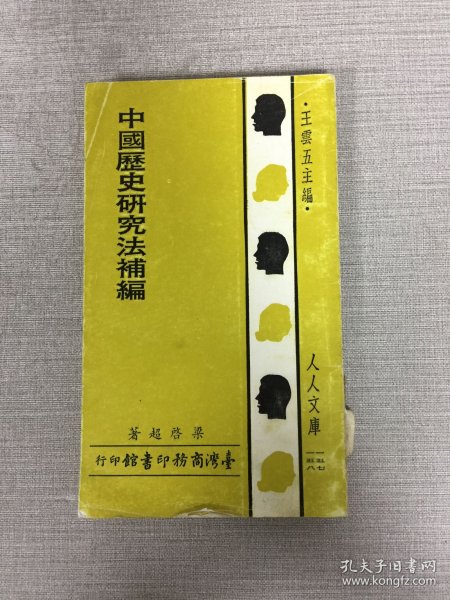 中國歷史研究法補編
梁啓超著
臺灣商務印書館印行
•王雲五主編•
人人文庫
孔夫子旧书网
www.kongfz.com